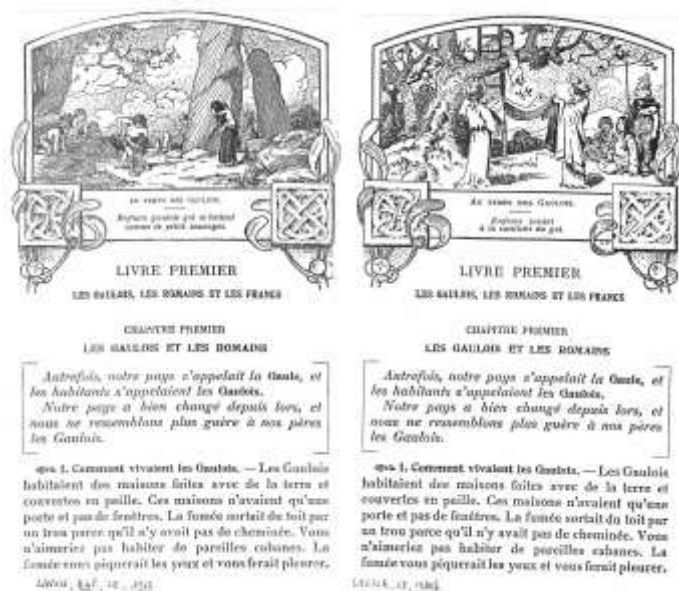 AU TEMPS DES GAULOIS.
LIVRE PREMIER
LES GAULOIS, LES ROMAINS ET LES FRANCS
CHAPITRE PREMIER
LES GAULOIS ET LES ROMAINS
Autrefois, notre pays s'appelait la Gaule, et
les habitants s'appelaient les Gaulois.
Notre pays a bien changé depuis lors, et
nous ne ressemblons plus guère à nos pères
les Gaulois.
1. Comment vivaient les Gaulois. — Les Gaulois
habitaient des maisons faites avec de la terre et
couvertes en paille. Ces maisons n'avaient qu'une
porte et pas de fenêtres. La fumée sortait du toit par
un trou parce qu'il n'y avait pas de cheminée. Vous
n'aimeriez pas habiter de pareilles cabanes. La
fumée vous piquerait les yeux et vous ferait pleurer.
AU TEMPS DES GAULOIS.
à la cueillette du gui.
LIVRE PREMIER
LES GAULOIS, LES ROMAINS ET LES FRANCS
CHAPITRE PREMIER
LES GAULOIS ET LES ROMAINS
Autrefois, notre pays s'appelait la Gaule, et
les habitants s'appelaient les Gaulois.
Notre pays a bien changé depuis lors, et
nous ne ressemblons plus guère à nos pères
les Gaulois.
1. Comment vivaient les Gaulois. — Les Gaulois
habitaient des maisons faites avec de la terre et
couvertes en paille. Ces maisons n'avaient qu'une
porte et pas de fenêtres. La fumée sortait du toit par
un trou parce qu'il n'y avait pas de cheminée. Vous
n'aimeriez pas habiter de pareilles cabanes. La
fumée vous piquerait les yeux et vous ferait pleurer.